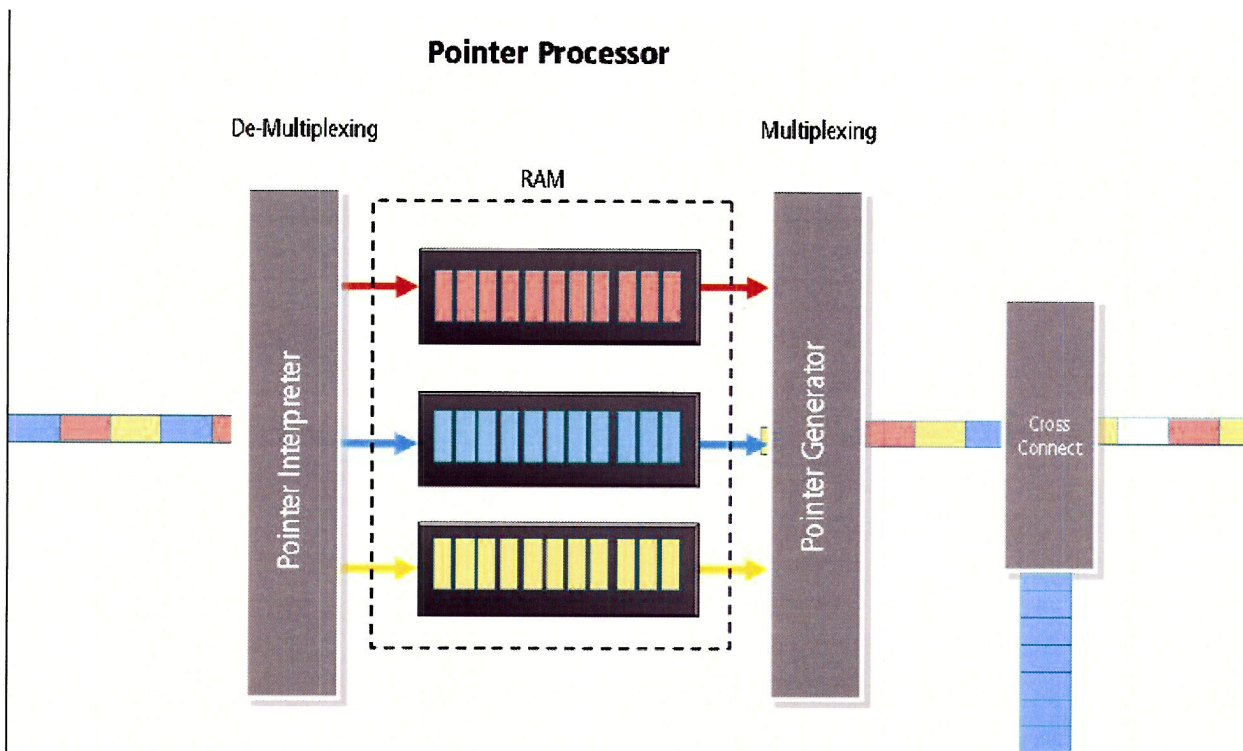 Pointer Processor
De-Multiplexing
Multiplexing
RAM
Pointer Interpreter
Pointer Generator
Cross
Connect